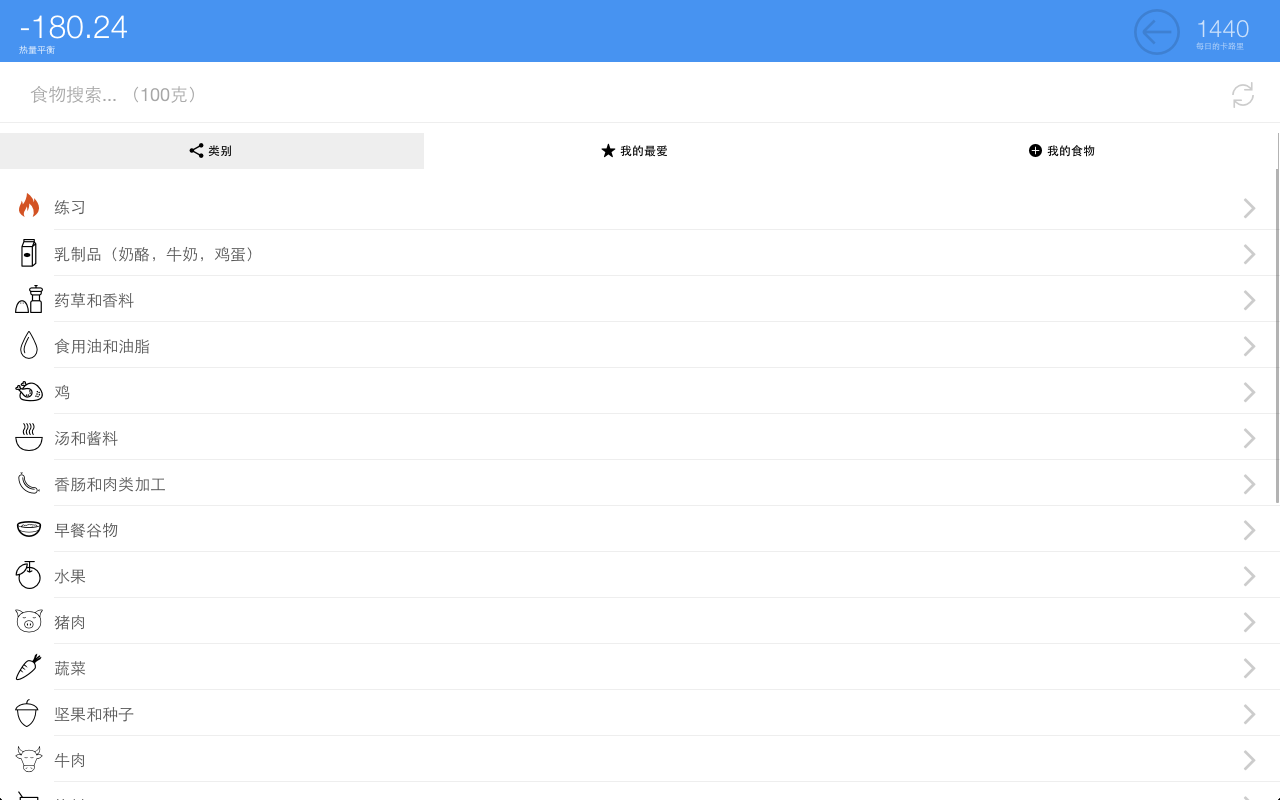 -180.24
热量平衡
1440
每日的卡路里
食物搜索... （100克）
类别
我的最爱
我的食物
练习
乳制品（奶酪，牛奶，鸡蛋）
药草和香料
食用油和油脂
鸡
汤和酱料
香肠和肉类加工
早餐谷物
水果
猪肉
蔬菜
坚果和种子
牛肉